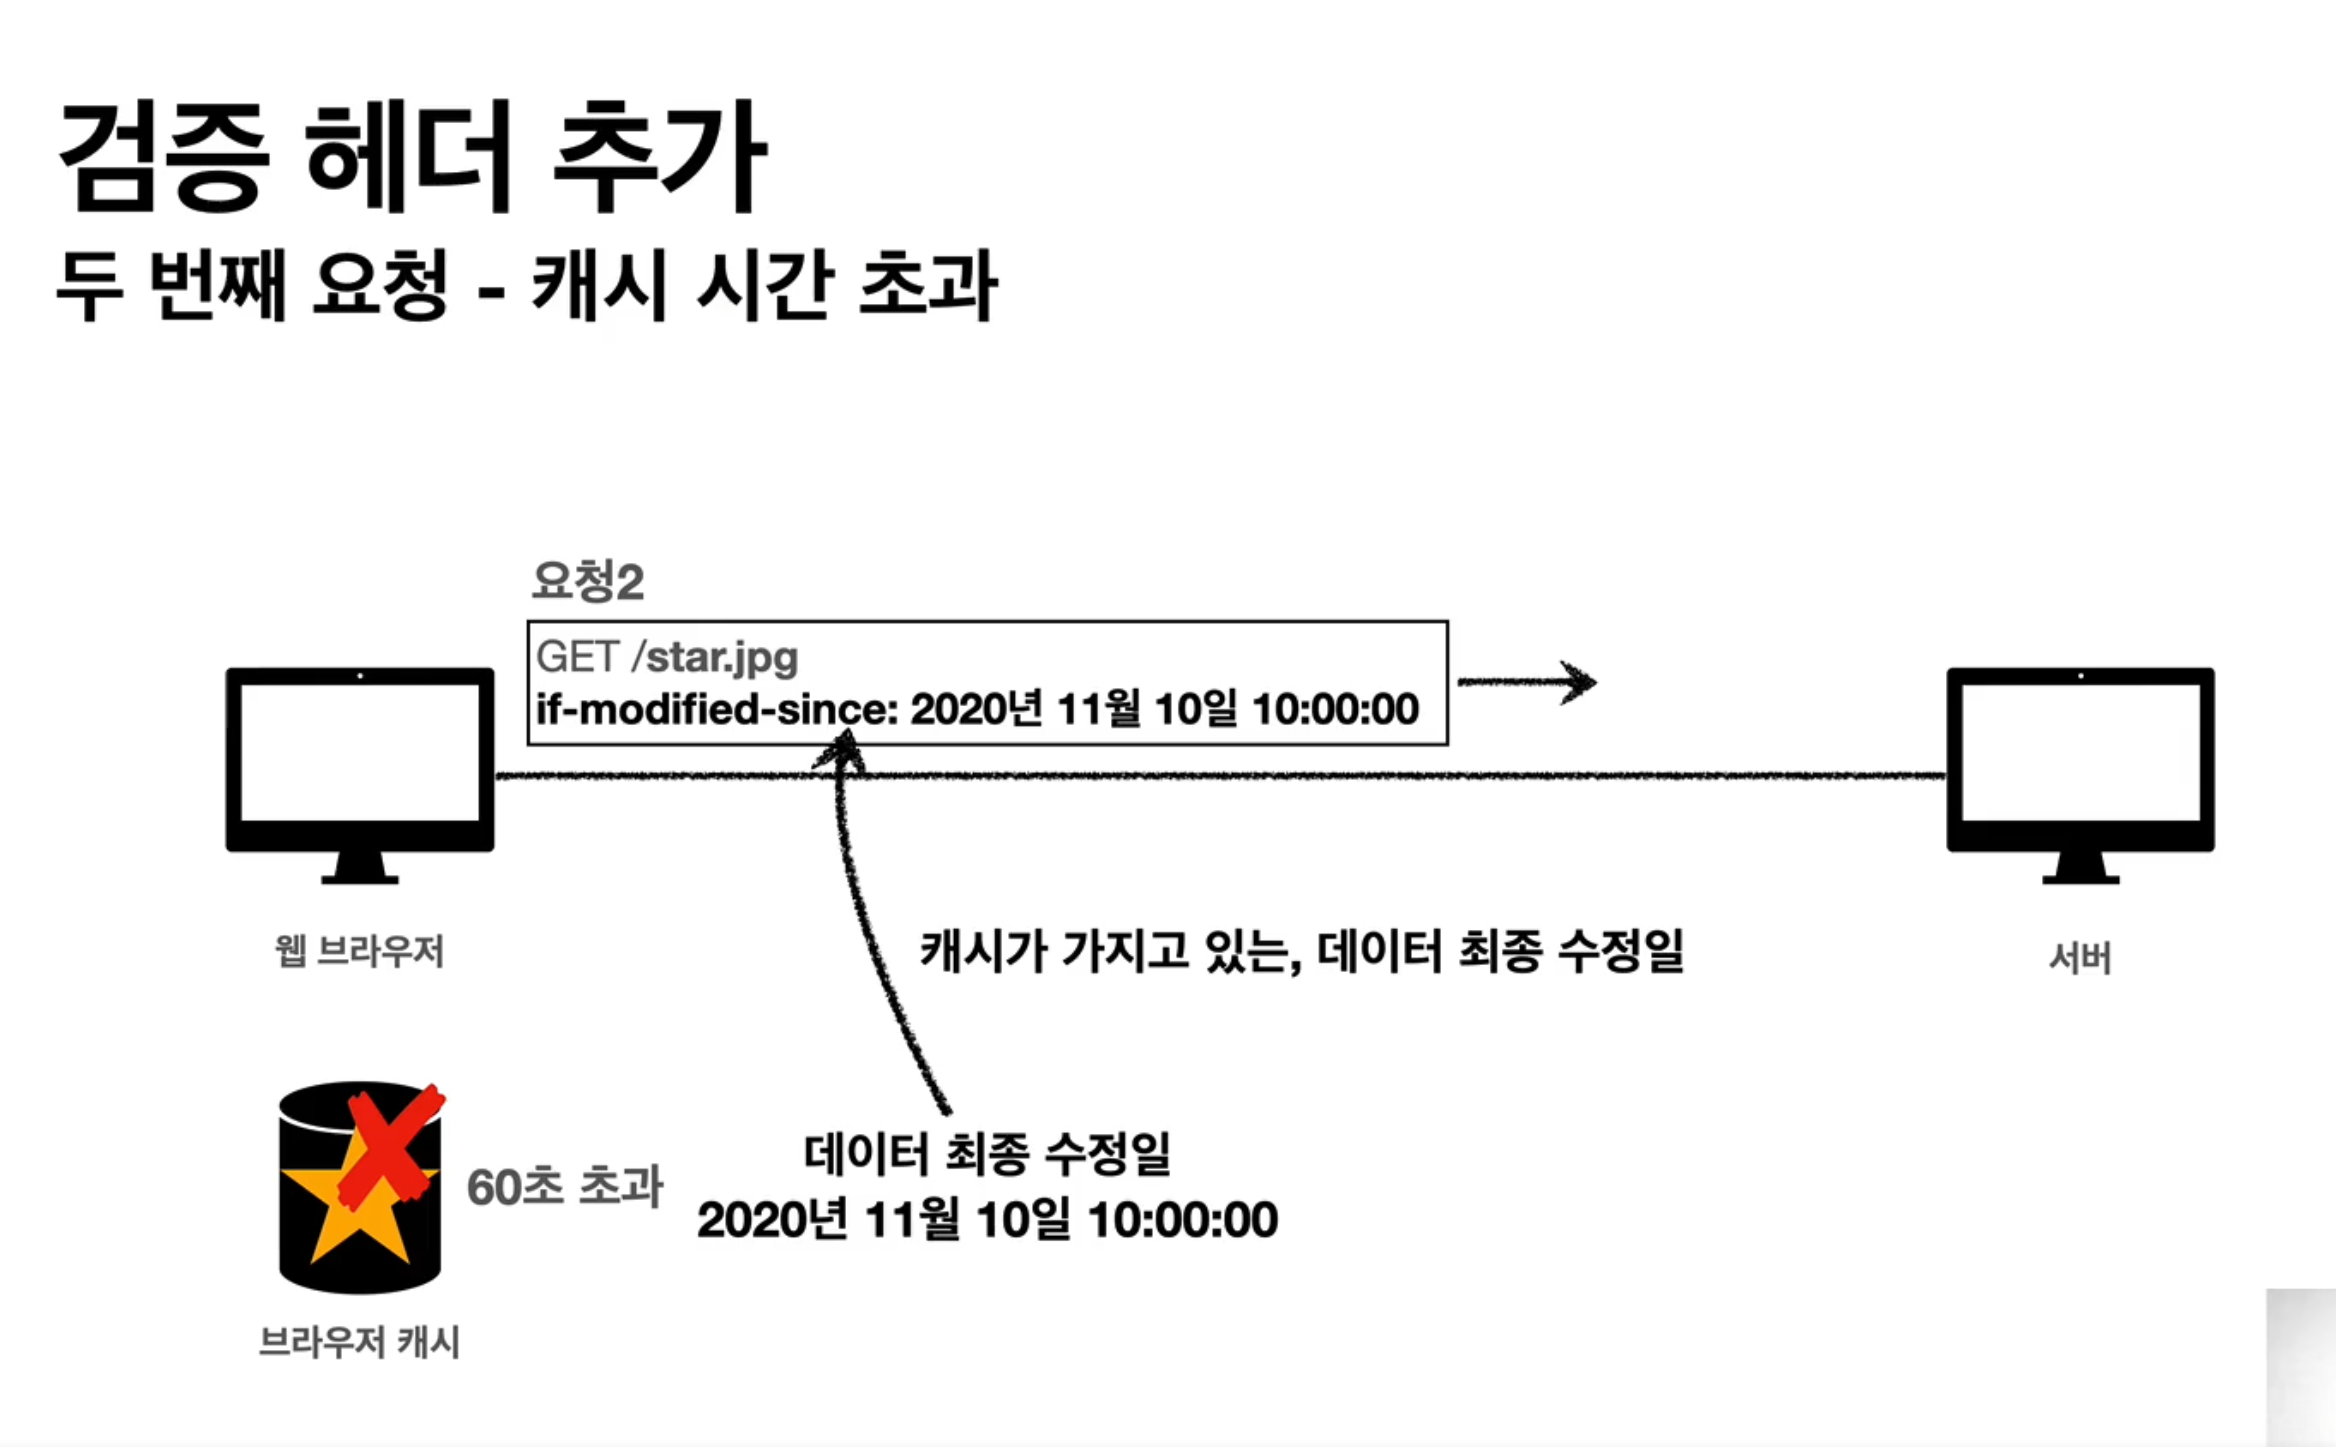 검증 헤더 추가
두 번째 요청 - 캐시 시간 초과
요청2
GET /star.jpg
if-modified-since: 2020년 11월 10일 10:00:00
웹 브라우저
캐시가 가지고 있는, 데이터 최종 수정일
서버
데이터 최종 수정일
60초 초과
2020년 11월 10일 10:00:00
브라우저 캐시